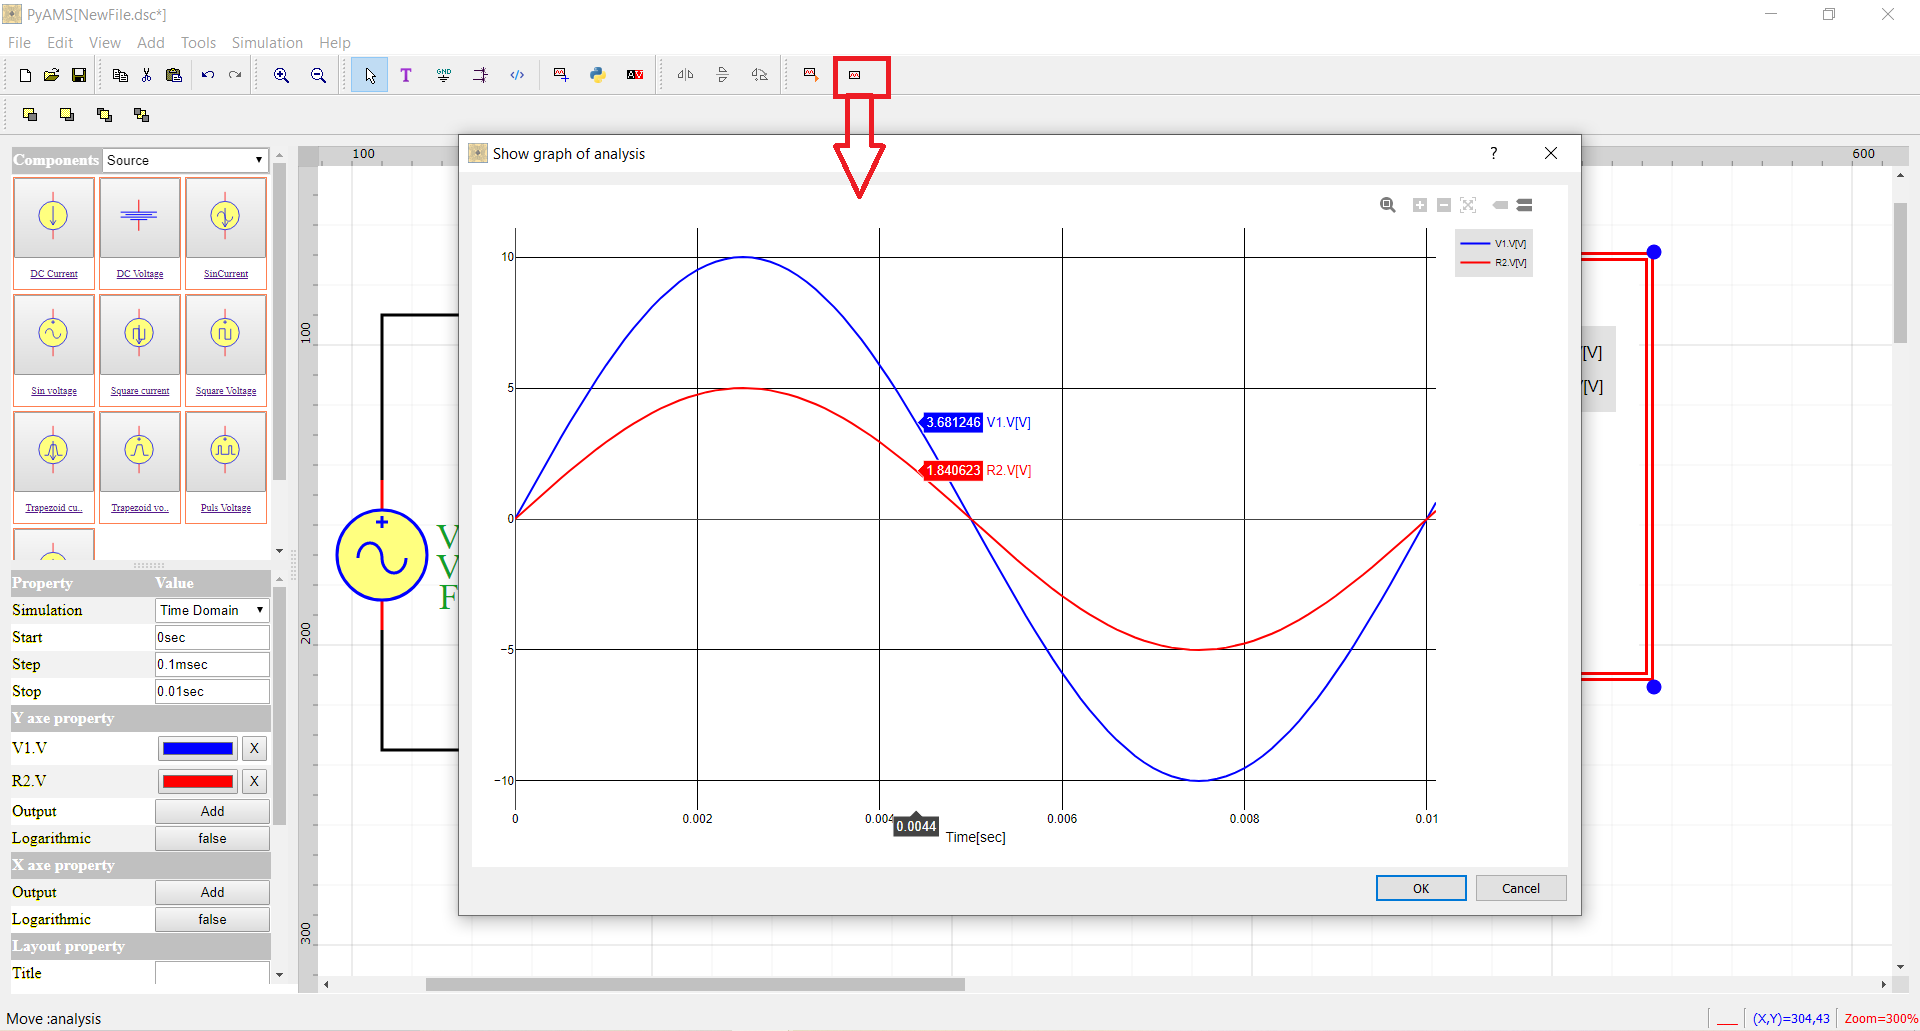 PyAMS[NewFile.dsc*]
File Edit View Add Tools Simulation Help
T GND </> AV
Components Source
DC Current DC Voltage SinCurrent
Sin voltage Square current Square Voltage
Trapezoid cu.. Trapezoid vo.. Puls Voltage
Property Value
Simulation Time Domain
Start 0sec
Step 0.1msec
Stop 0.01sec
Y axe property
V1.V X
R2.V X
Output Add
Logarithmic false
X axe property
Output Add
Logarithmic false
Layout property
Title
100 600
100
200
300
V
V
F
[V]
[V]
Show graph of analysis ?
V1.V[V]
R2.V[V]
10
5
0
−5
−10
3.681246 V1.V[V]
1.840623 R2.V[V]
0 0.002 0.004 0.006 0.008 0.01
0.0044
Time[sec]
OK Cancel
Move :analysis
(X,Y)=304,43 Zoom=300%